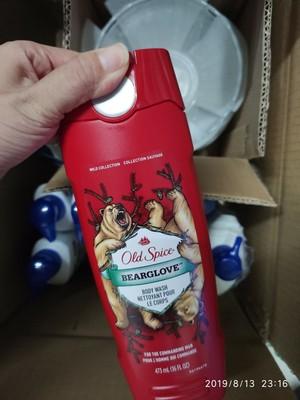 WILD COLLECTION COLLECTION SAUVAGE
Old Spice
BEARGLOVE
BODY WASH
NETTOYANT POUR
LE CORPS
FOR THE COMMANDING MAN
POUR L'HOMME QUI COMMANDE
473 mL (16 FL OZ)
2019/8/13 23:16